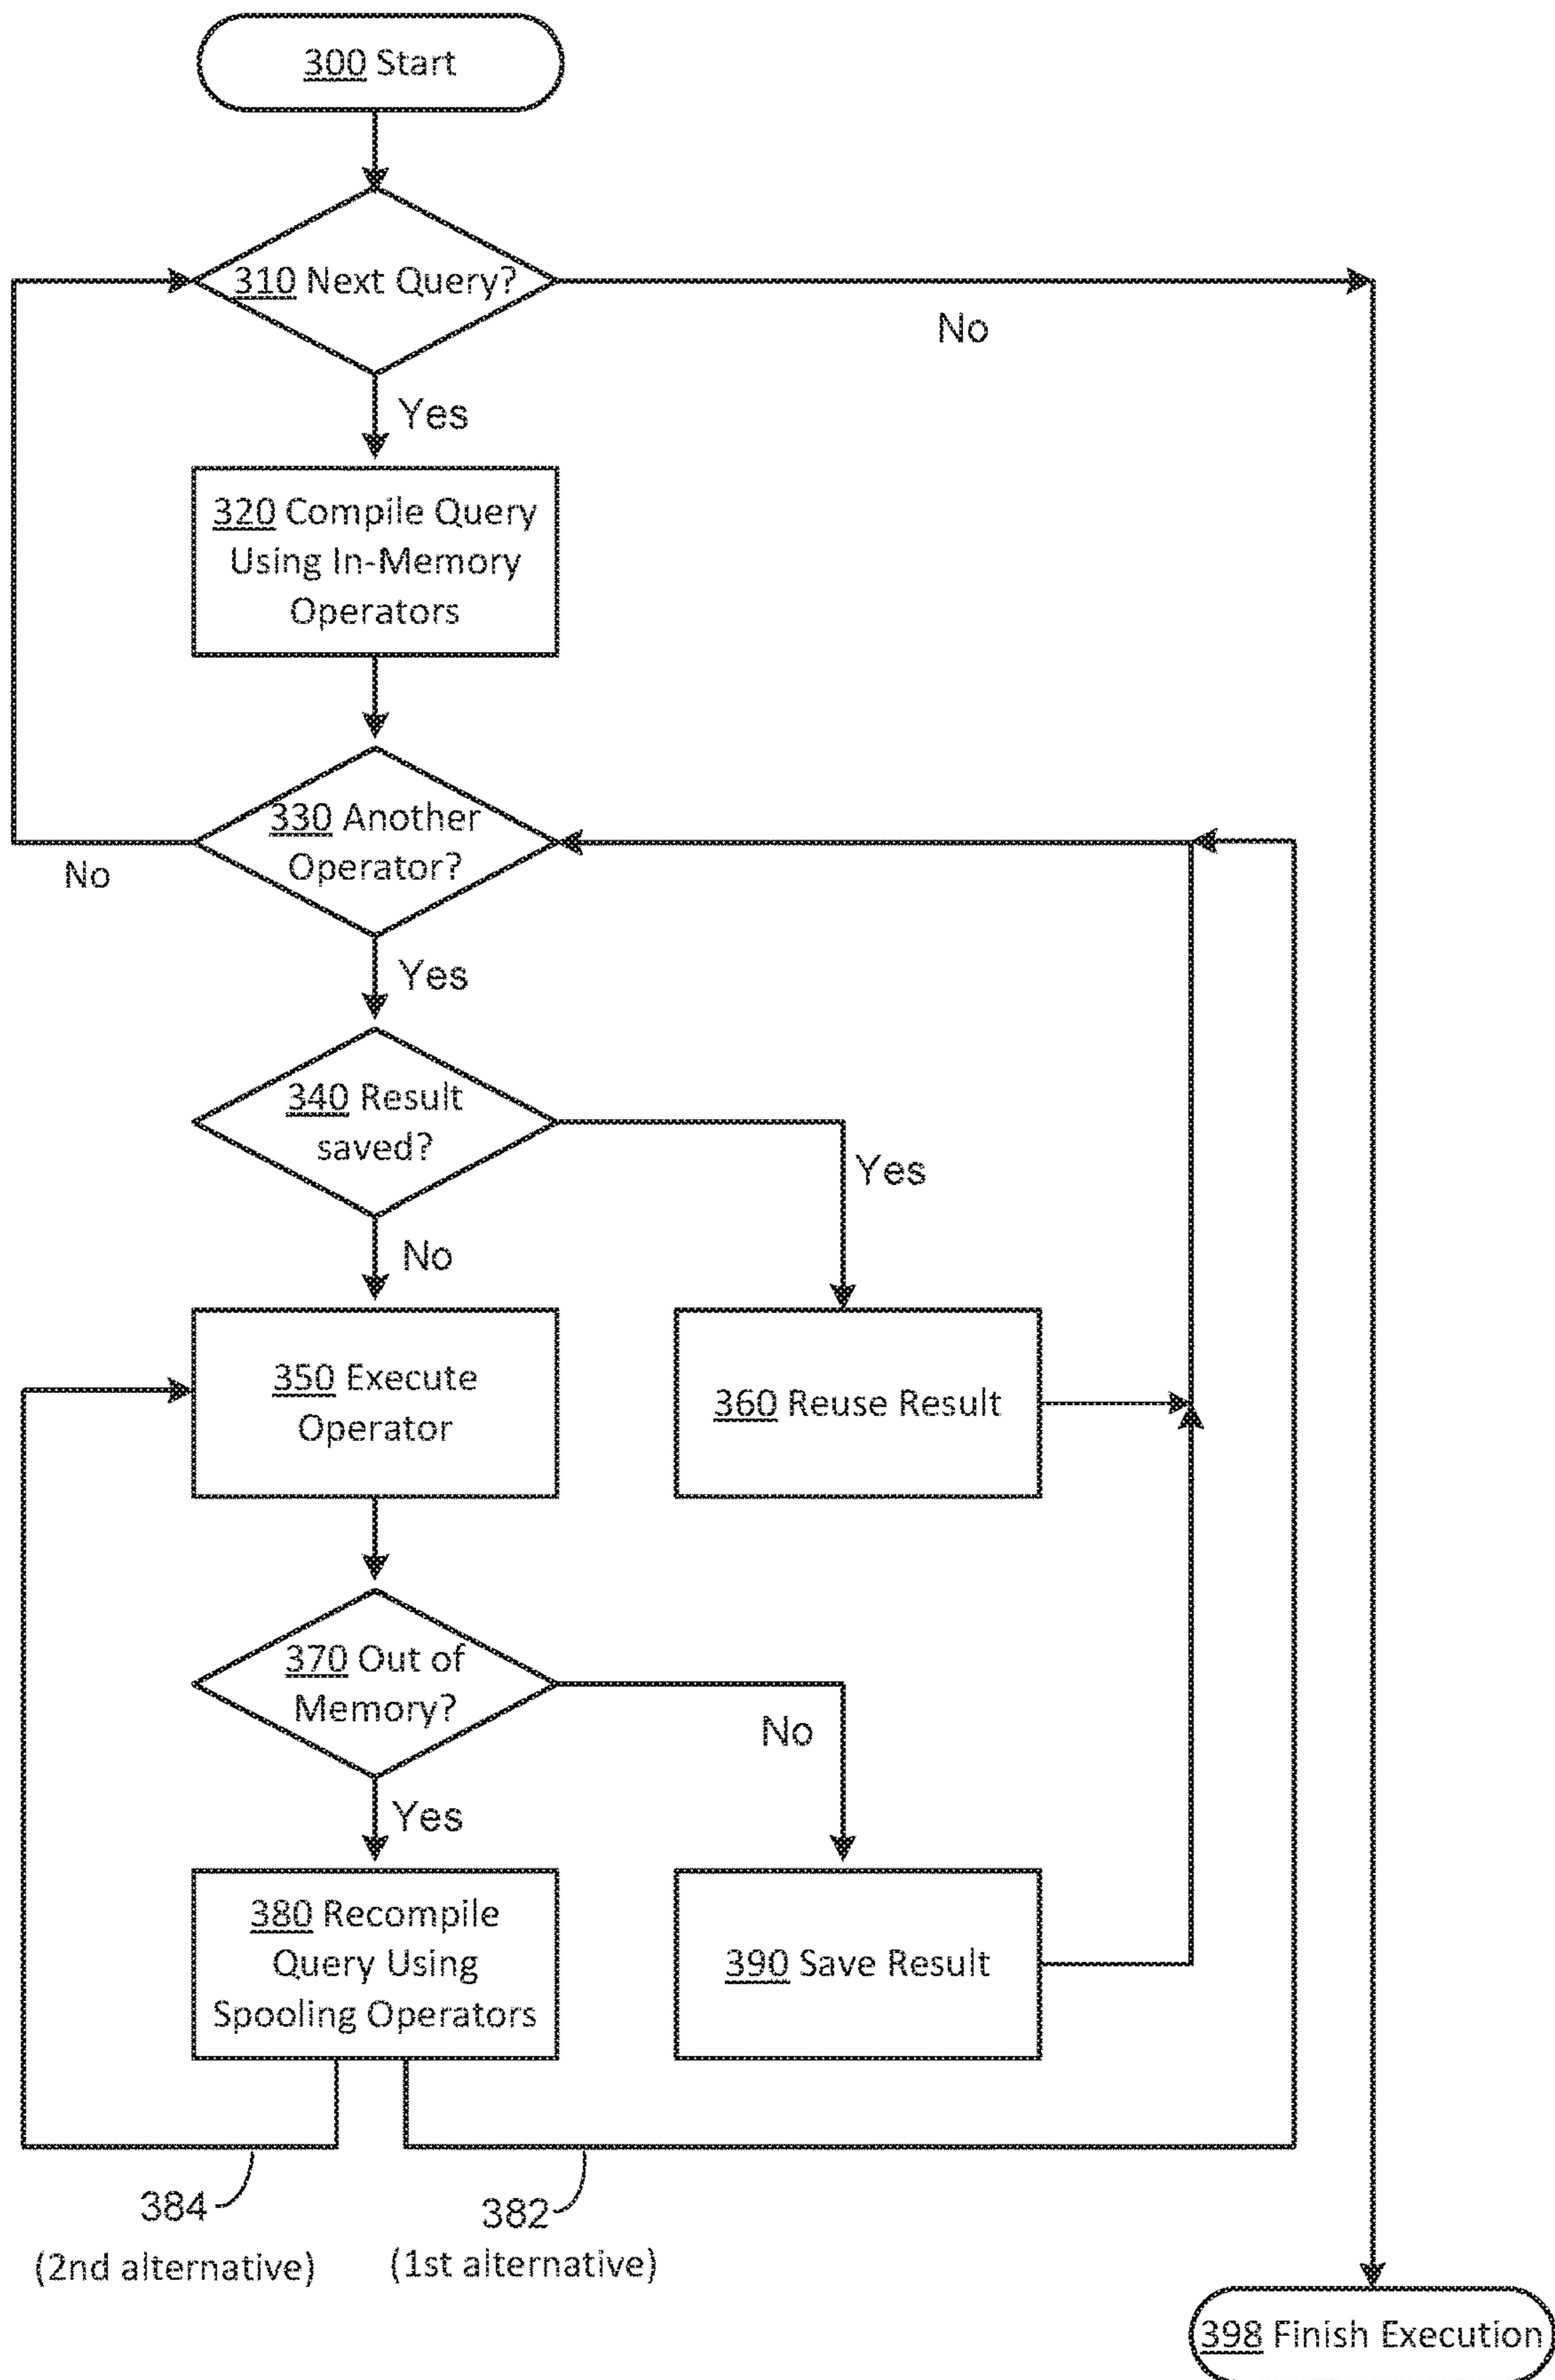 300 Start
310 Next Query?
No
Yes
320 Compile Query
Using In-Memory
Operators
330 Another
Operator?
No
Yes
340 Result
saved?
Yes
No
350 Execute
Operator
360 Reuse Result
370 Out of
Memory?
No
Yes
380 Recompile
Query Using
Spooling Operators
390 Save Result
384
(2nd alternative)
382
(1st alternative)
398 Finish Execution